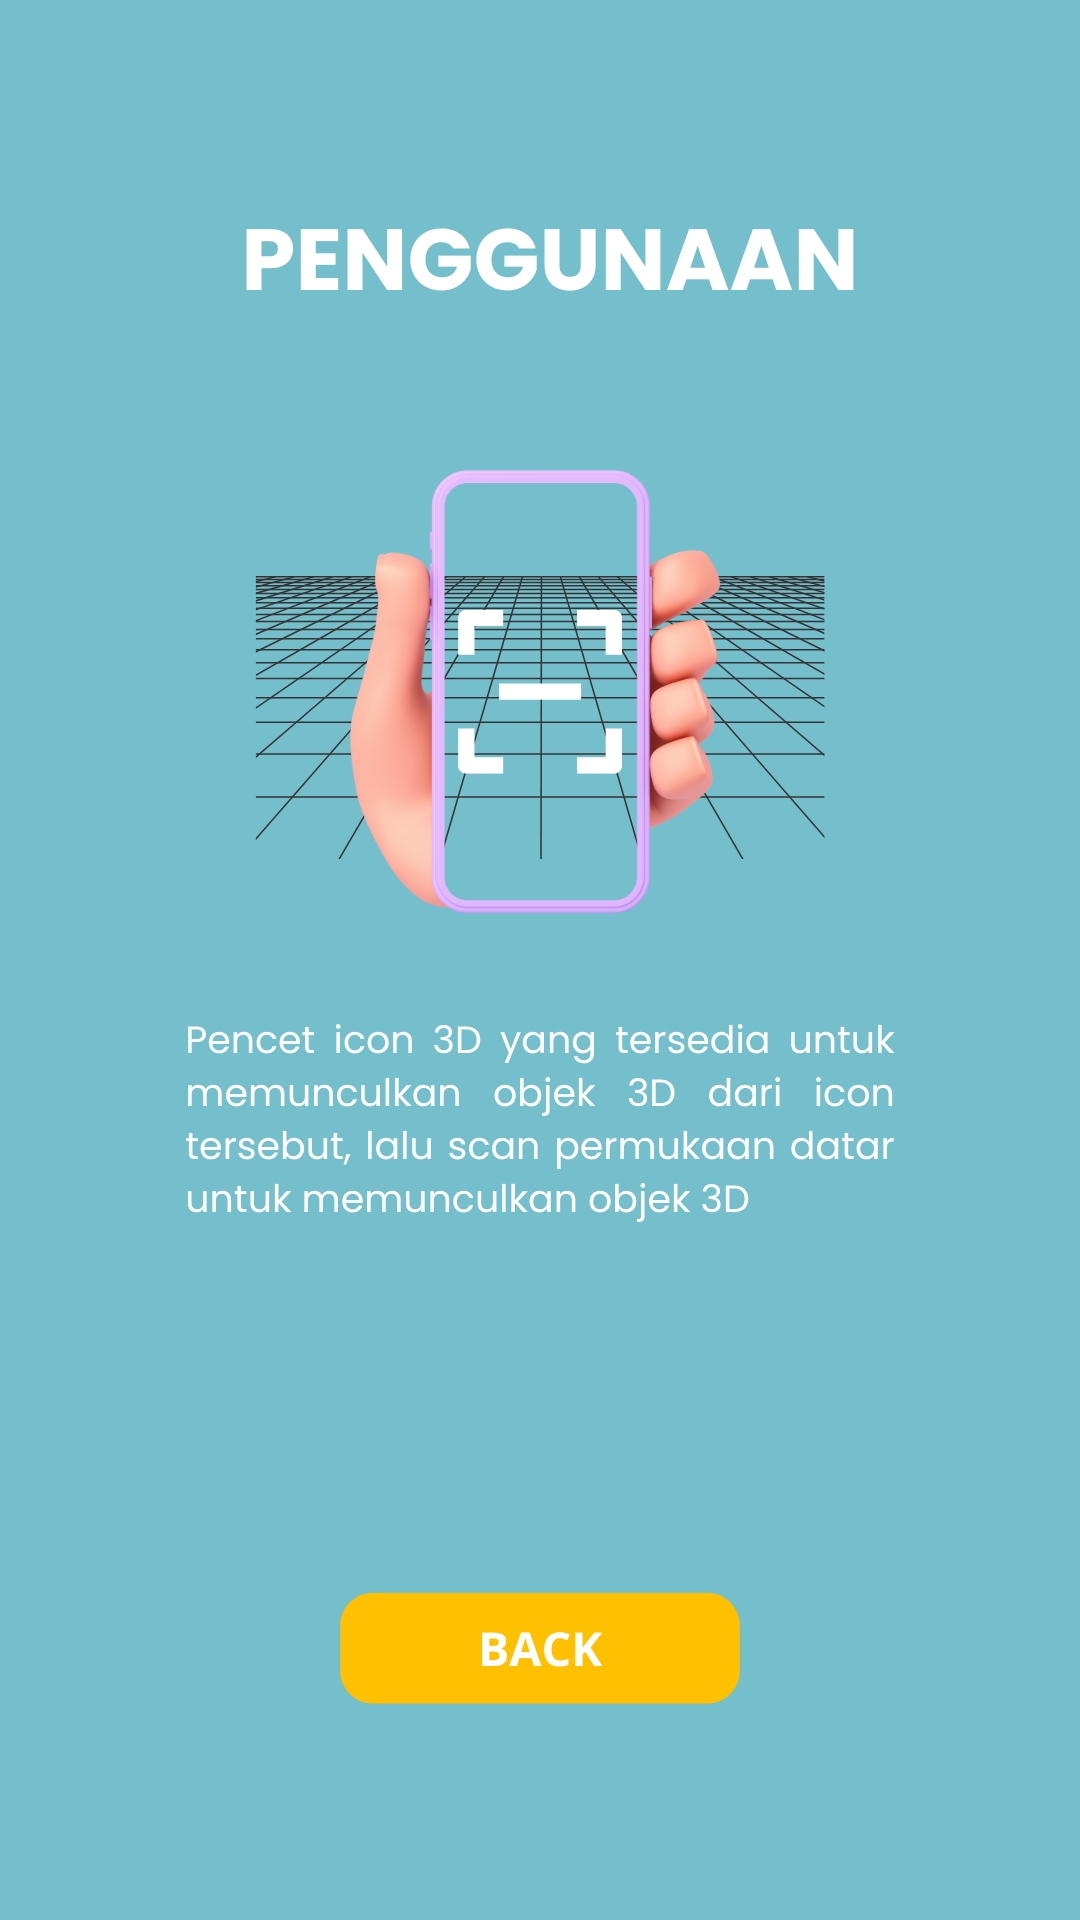 PENGGUNAAN
Pencet icon 3D yang tersedia untuk
memunculkan objek 3D dari icon
tersebut, lalu scan permukaan datar
untuk memunculkan objek 3D
BACK